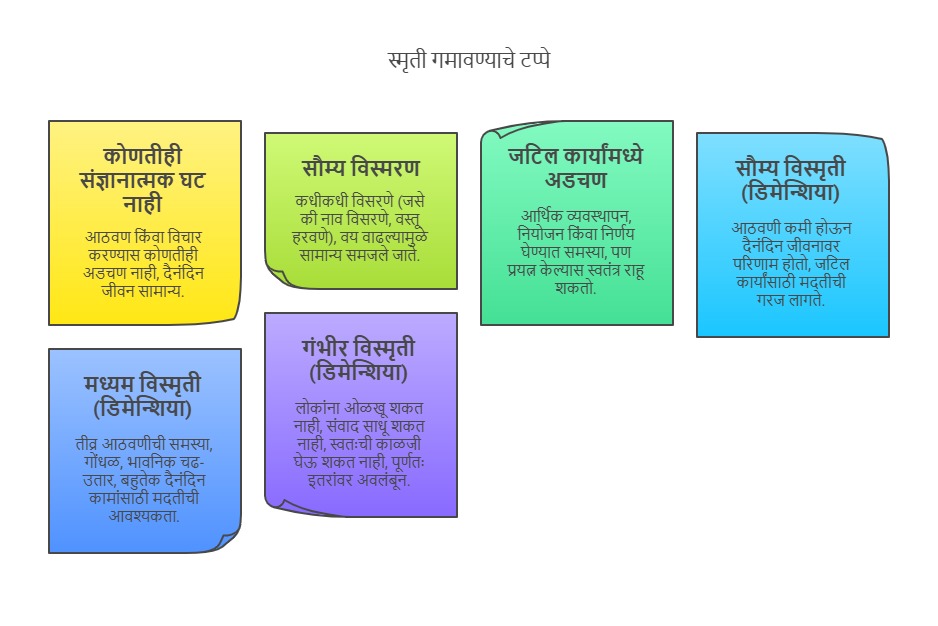 स्मृती गमावण्याचे टप्पे
कोणतीही
संज्ञानात्मक घट
नाही
आठवण किंवा विचार
करण्यास कोणतीही
अडचण नाही, दैनंदिन
जीवन सामान्य.
सौम्य विस्मरण
कधीकधी विसरणे (जसे
की नाव विसरणे, वस्तू
हरवणे), वय वाढल्यामुळे
सामान्य समजले जाते.
जटिल कार्यांमध्ये
अडचण
आर्थिक व्यवस्थापन,
नियोजन किंवा निर्णय
घेण्यात समस्या, पण
प्रयत्न केल्यास स्वतंत्र राहू
शकतो.
सौम्य विस्मृती
(डिमेन्शिया)
आठवणी कमी होऊन
दैनंदिन जीवनावर
परिणाम होतो, जटिल
कार्यांसाठी मदतीची
गरज लागते.
मध्यम विस्मृती
(डिमेन्शिया)
तीव्र आठवणीची समस्या,
गोंधळ, भावनिक चढ-
उतार, बहुतेक दैनंदिन
कामांसाठी मदतीची
आवश्यकता.
गंभीर विस्मृती
(डिमेन्शिया)
लोकांना ओळखू शकत
नाही, संवाद साधू शकत
नाही, स्वतःची काळजी
घेऊ शकत नाही, पूर्णतः
इतरांवर अवलंबून.